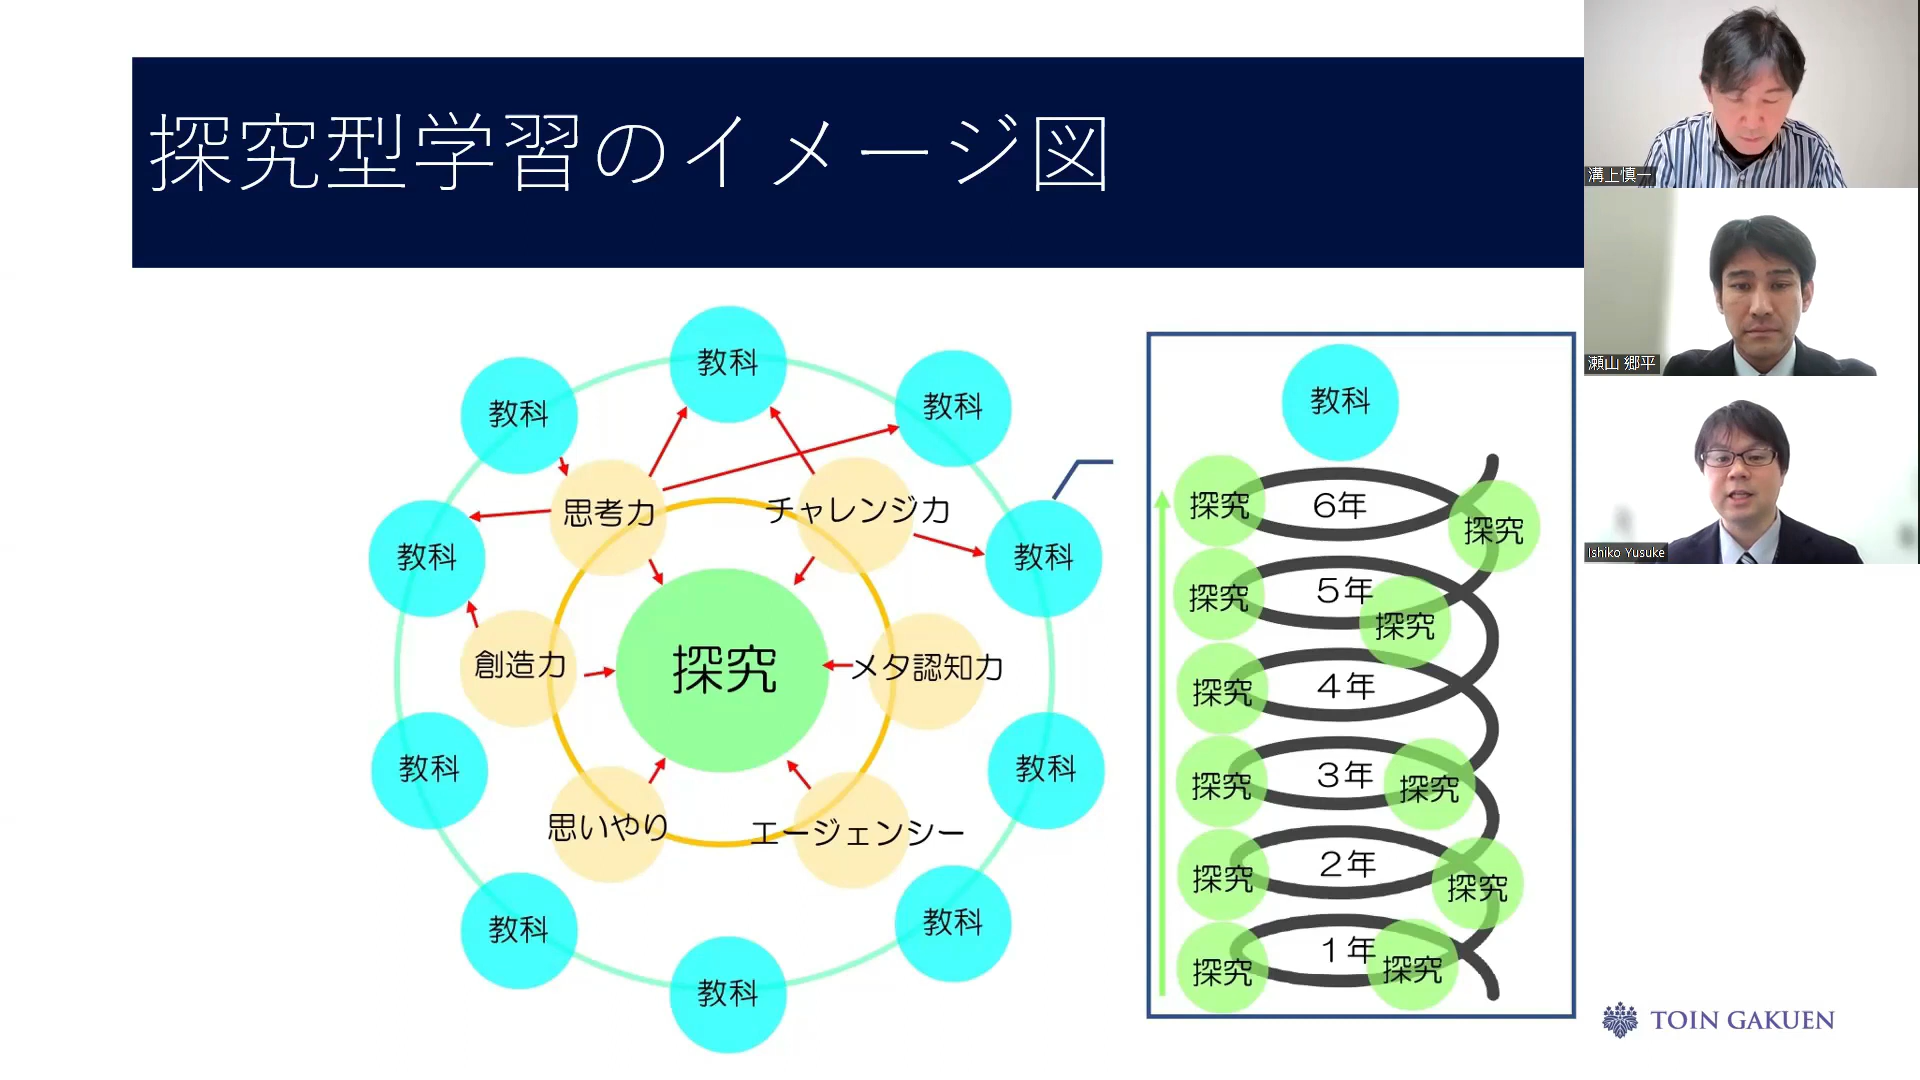 探究型学習のイメージ図
教科
教科
教科
教科
教科
教科
教科
教科
教科
教科
思考力
チャレンジ力
創造力
探究
メタ認知力
思いやり
エージェンシー
教科
探究
6年
探究
探究
5年
探究
探究
4年
探究
3年
探究
探究
2年
探究
探究
1年
探究
溝上慎一
瀬山 郷平
Ishiko Yusuke
TOIN GAKUEN